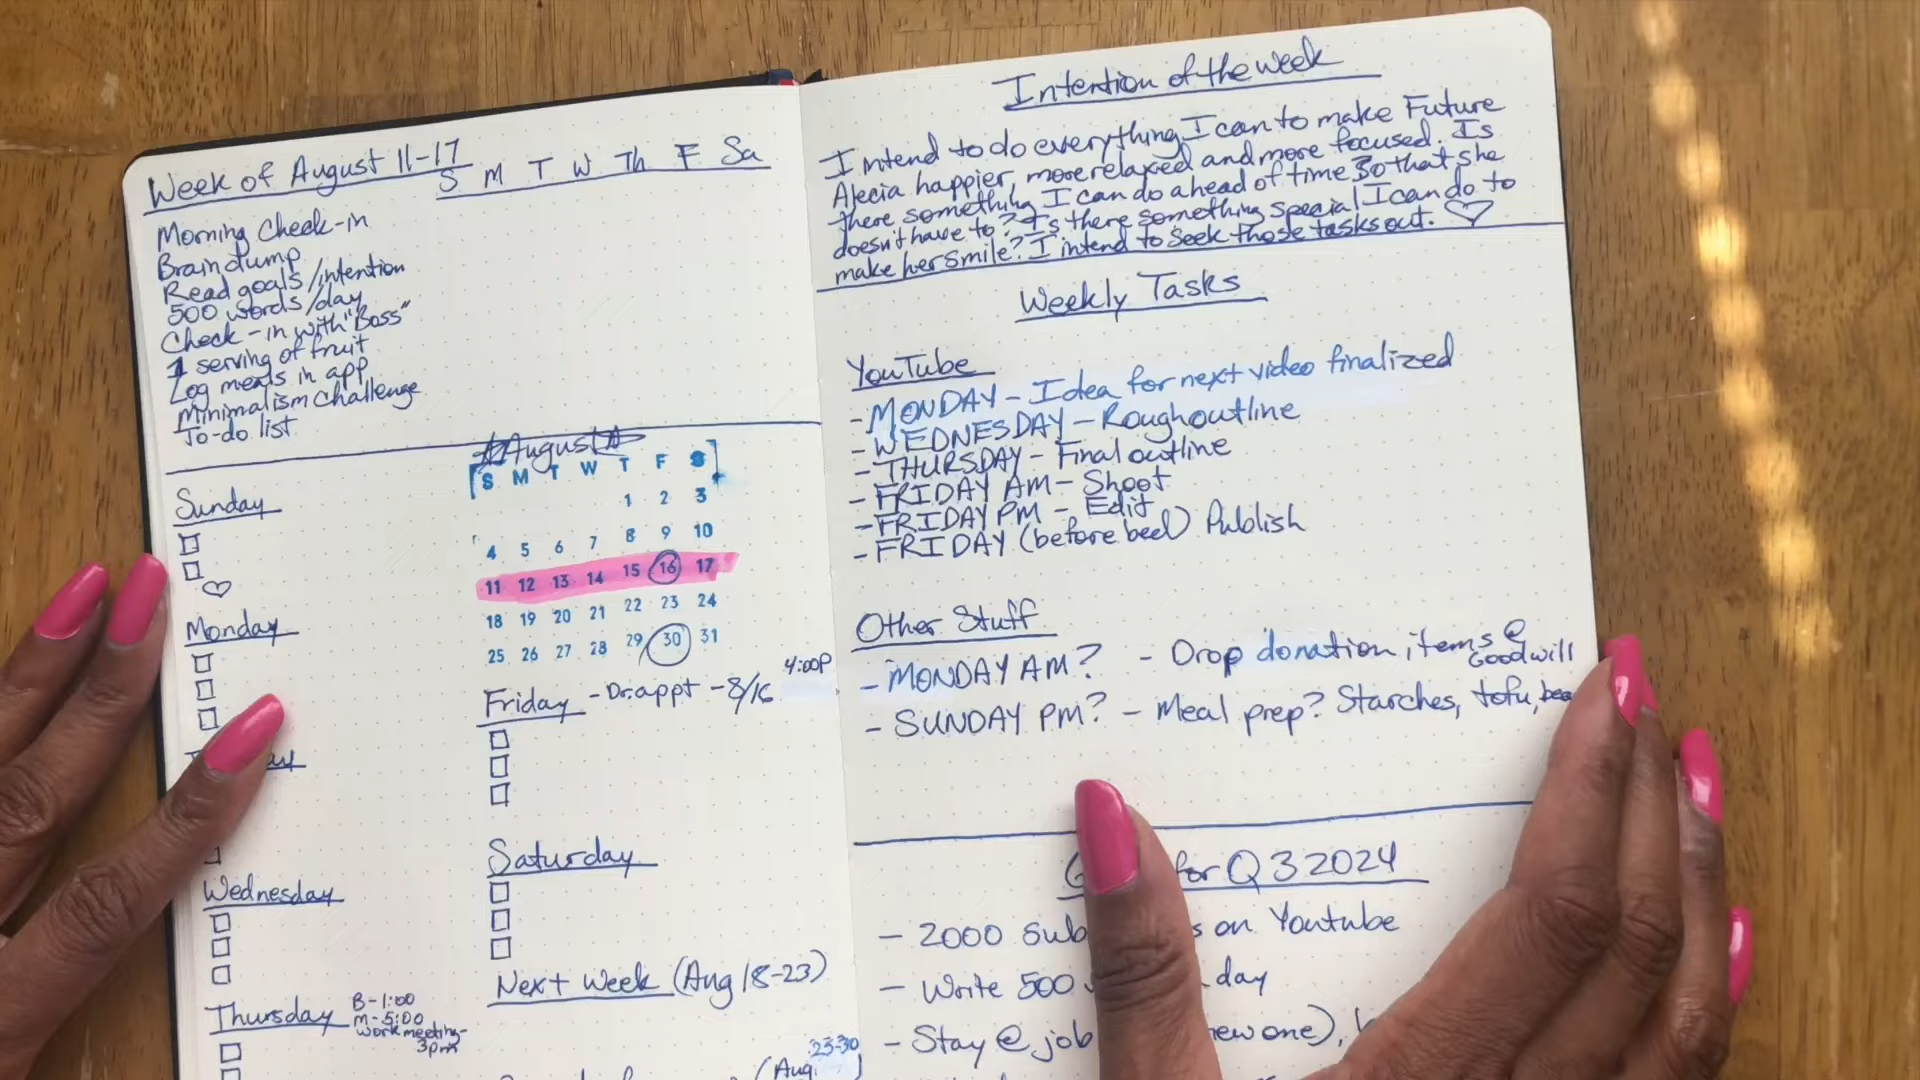 Week of August 11-17
S M T W Th F Sa
Morning Check-in
Braindump
Read goals/intention
500 words/day
Check-in with "Boss"
1 serving of fruit
Log meals in app
Minimalism Challenge
To-do list
Sunday
Monday
Wednesday
Thursday
B-1:00
M-5:00
work meeting-
3pm
August
S M T W T F S
1 2 3
4 5 6 7 8 9 10
11 12 13 14 15 16 17
18 19 20 21 22 23 24
25 26 27 28 29 30 31
Friday - Dr. appt - 8/16 4:00P
Saturday
Next Week (Aug 18-23)
(Aug. 23-30)
Intention of the week
I intend to do everything I can to make Future
Alecia happier, more relaxed and more focused. Is
there something I can do ahead of time so that she
doesn't have to? Is there something special I can do to
make her smile? I intend to seek those tasks out.
Weekly Tasks
YouTube
- MONDAY - Idea for next video finalized
- WEDNESDAY - Rough outline
- THURSDAY - Final outline
- FRIDAY AM - Shoot
- FRIDAY PM - Edit
- FRIDAY (before bed) Publish
Other Stuff
- MONDAY AM? - Drop donation items @
Goodwill
- SUNDAY PM? - Meal prep? Starches, tofu,
for Q3 2024
- 2000 Sub s on Youtube
- Write 500 day
- Stay @ job new one),